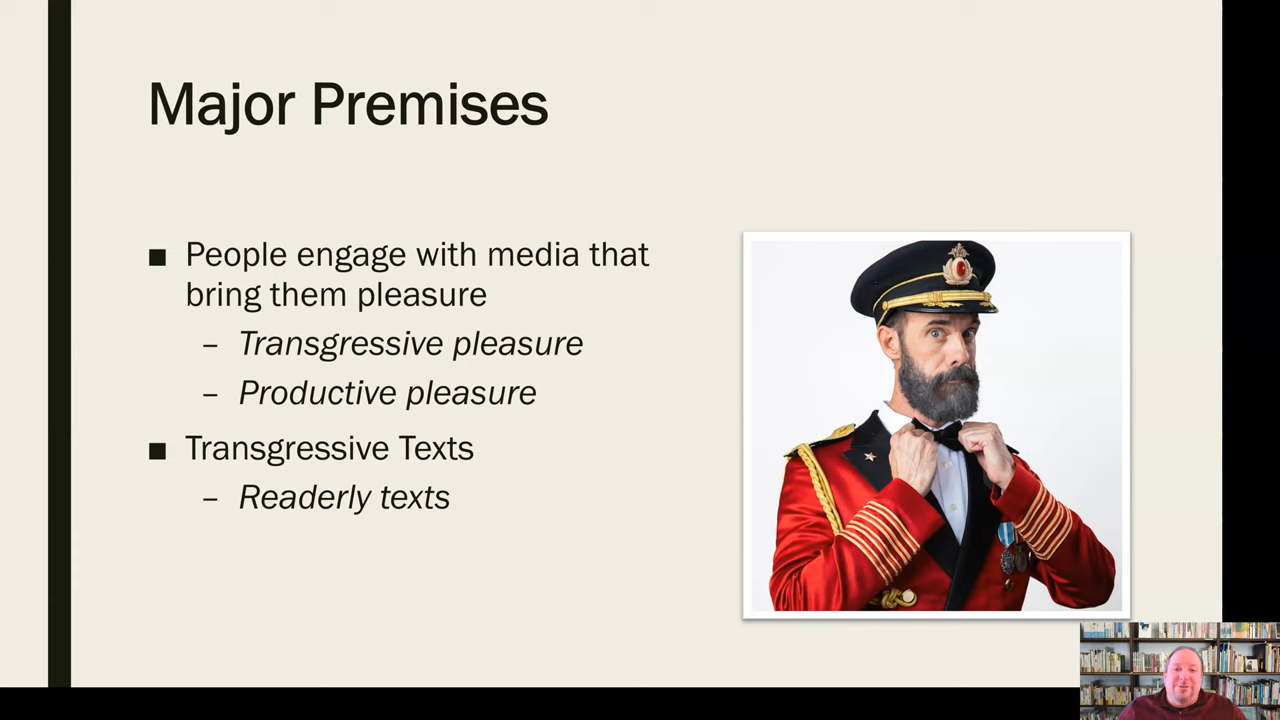 Major Premises
■ People engage with media that
bring them pleasure
– Transgressive pleasure
– Productive pleasure
■ Transgressive Texts
– Readerly texts